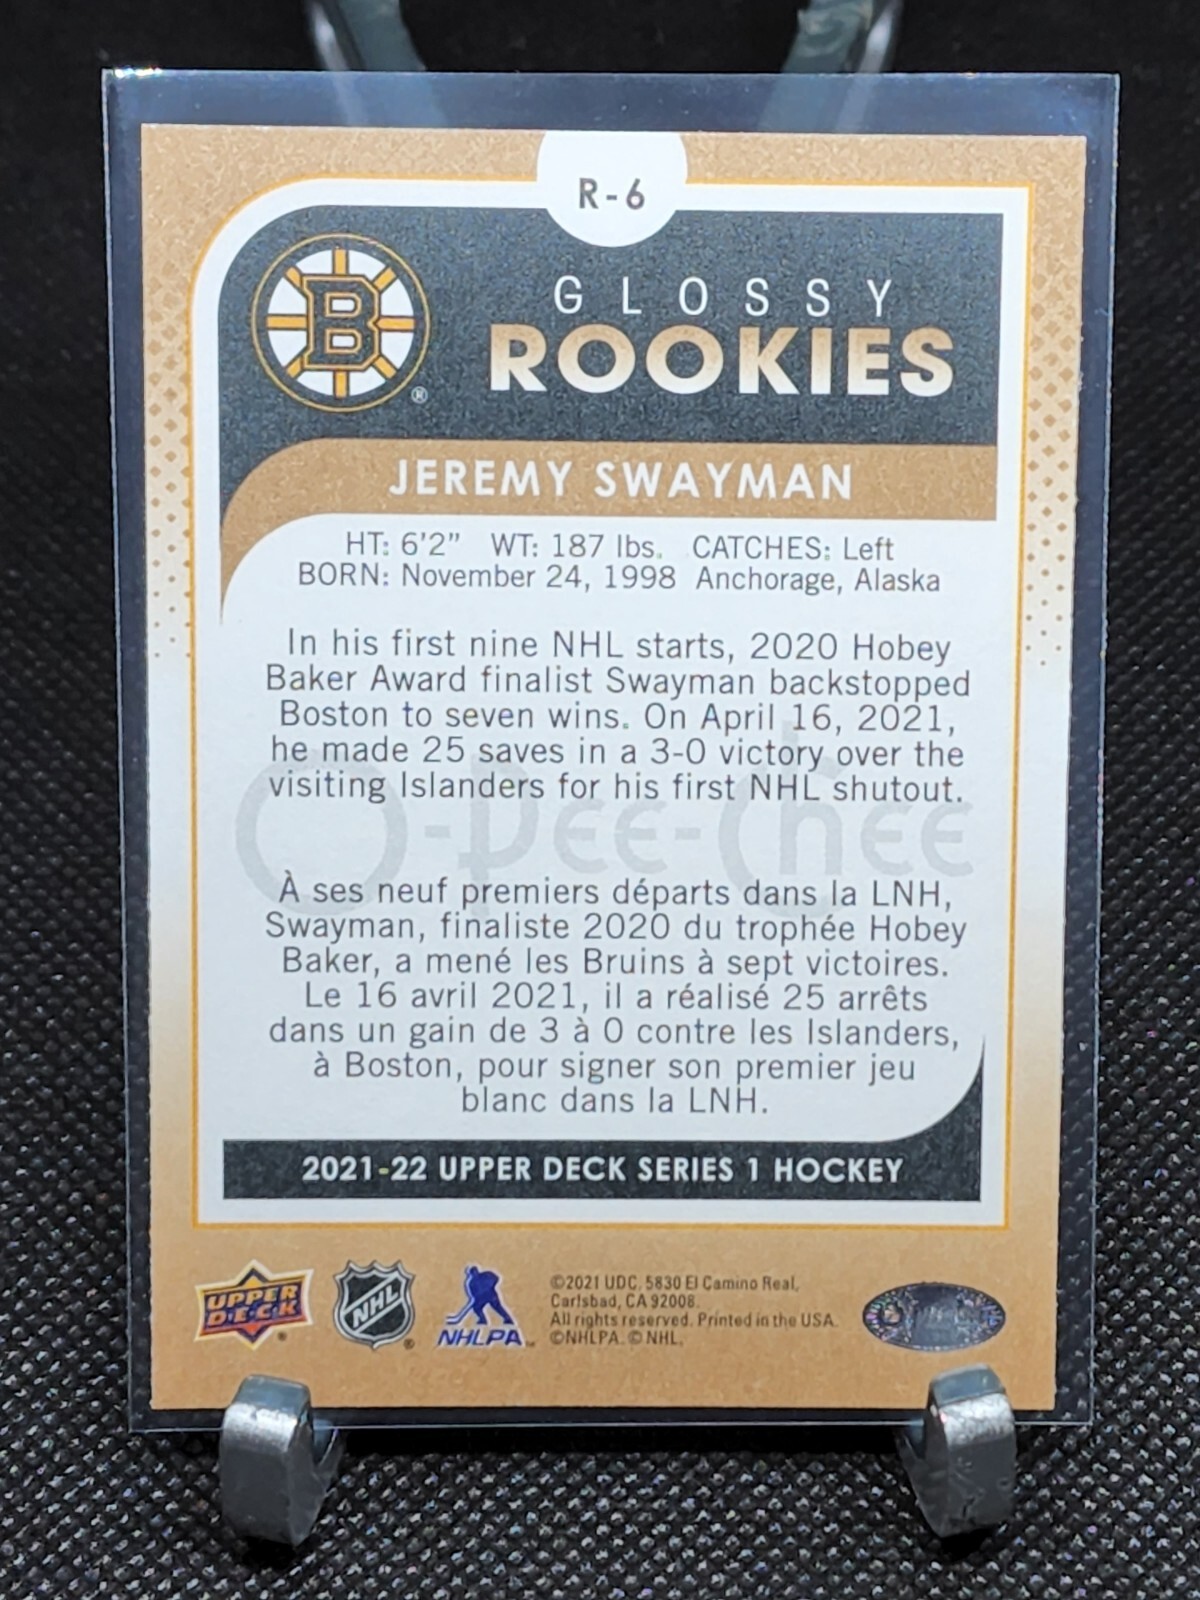 R-6
B
®
GLOSSY
ROOKIES
JEREMY SWAYMAN
HT: 6'2" WT: 187 lbs. CATCHES: Left
BORN: November 24, 1998 Anchorage, Alaska
In his first nine NHL starts, 2020 Hobey
Baker Award finalist Swayman backstopped
Boston to seven wins. On April 16, 2021,
he made 25 saves in a 3-0 victory over the
visiting Islanders for his first NHL shutout.
O-Pee-Chee
À ses neuf premiers départs dans la LNH,
Swayman, finaliste 2020 du trophée Hobey
Baker, a mené les Bruins à sept victoires.
Le 16 avril 2021, il a réalisé 25 arrêts
dans un gain de 3 à 0 contre les Islanders,
à Boston, pour signer son premier jeu
blanc dans la LNH.
2021-22 UPPER DECK SERIES 1 HOCKEY
UPPER
DECK
®
NHL
®
NHLPA
©2021 UDC, 5830 El Camino Real,
Carlsbad, CA 92008.
All rights reserved. Printed in the USA.
©NHLPA. © NHL.